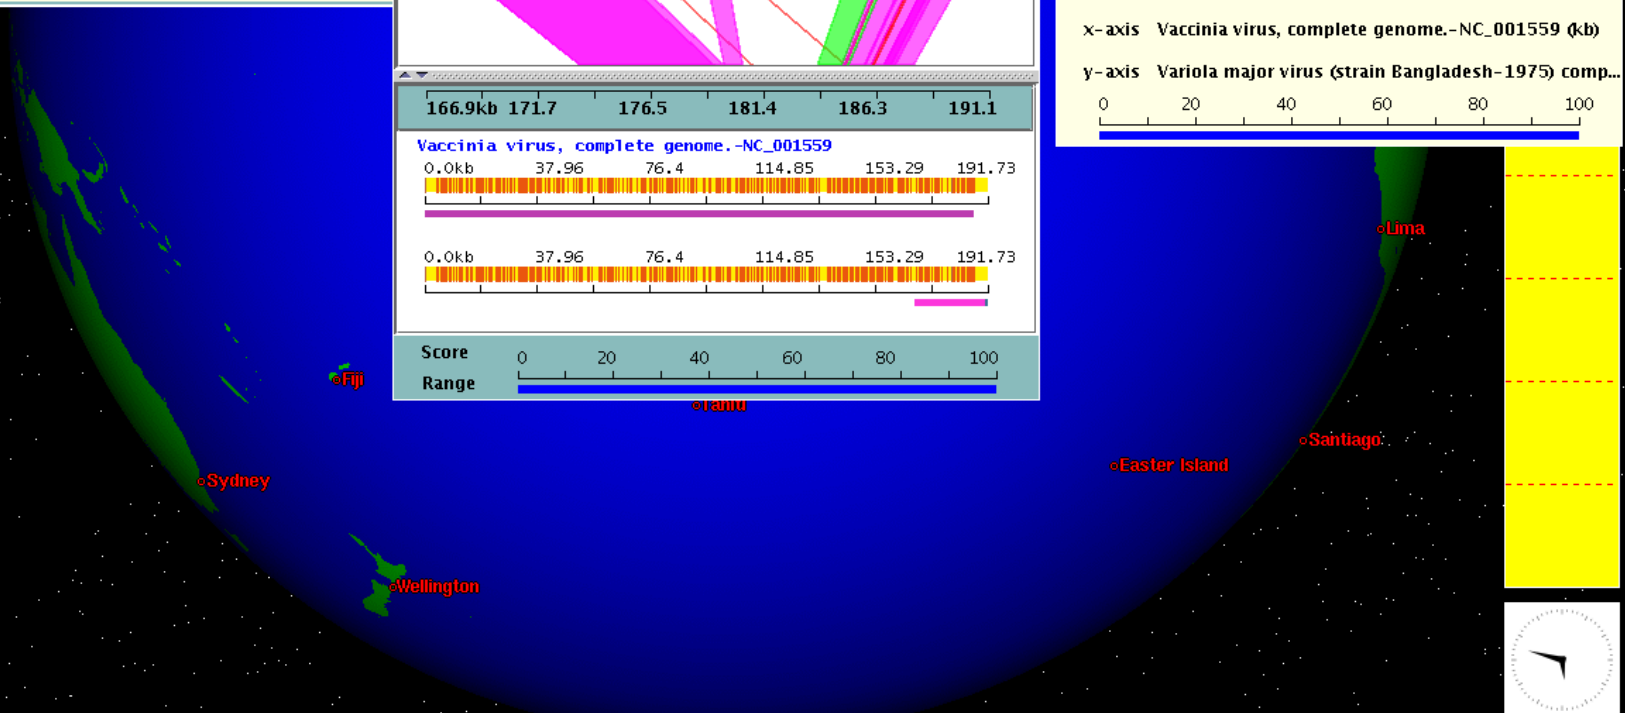 x-axis Vaccinia virus, complete genome.-NC_001559 (kb)
y-axis Variola major virus (strain Bangladesh-1975) comp...
0 20 40 60 80 100
166.9kb 171.7 176.5 181.4 186.3 191.1
Vaccinia virus, complete genome.-NC_001559
0.0kb 37.96 76.4 114.85 153.29 191.73
0.0kb 37.96 76.4 114.85 153.29 191.73
Score
Range
0 20 40 60 80 100
Lima
Fiji
Tahiti
Santiago
Easter Island
Sydney
Wellington